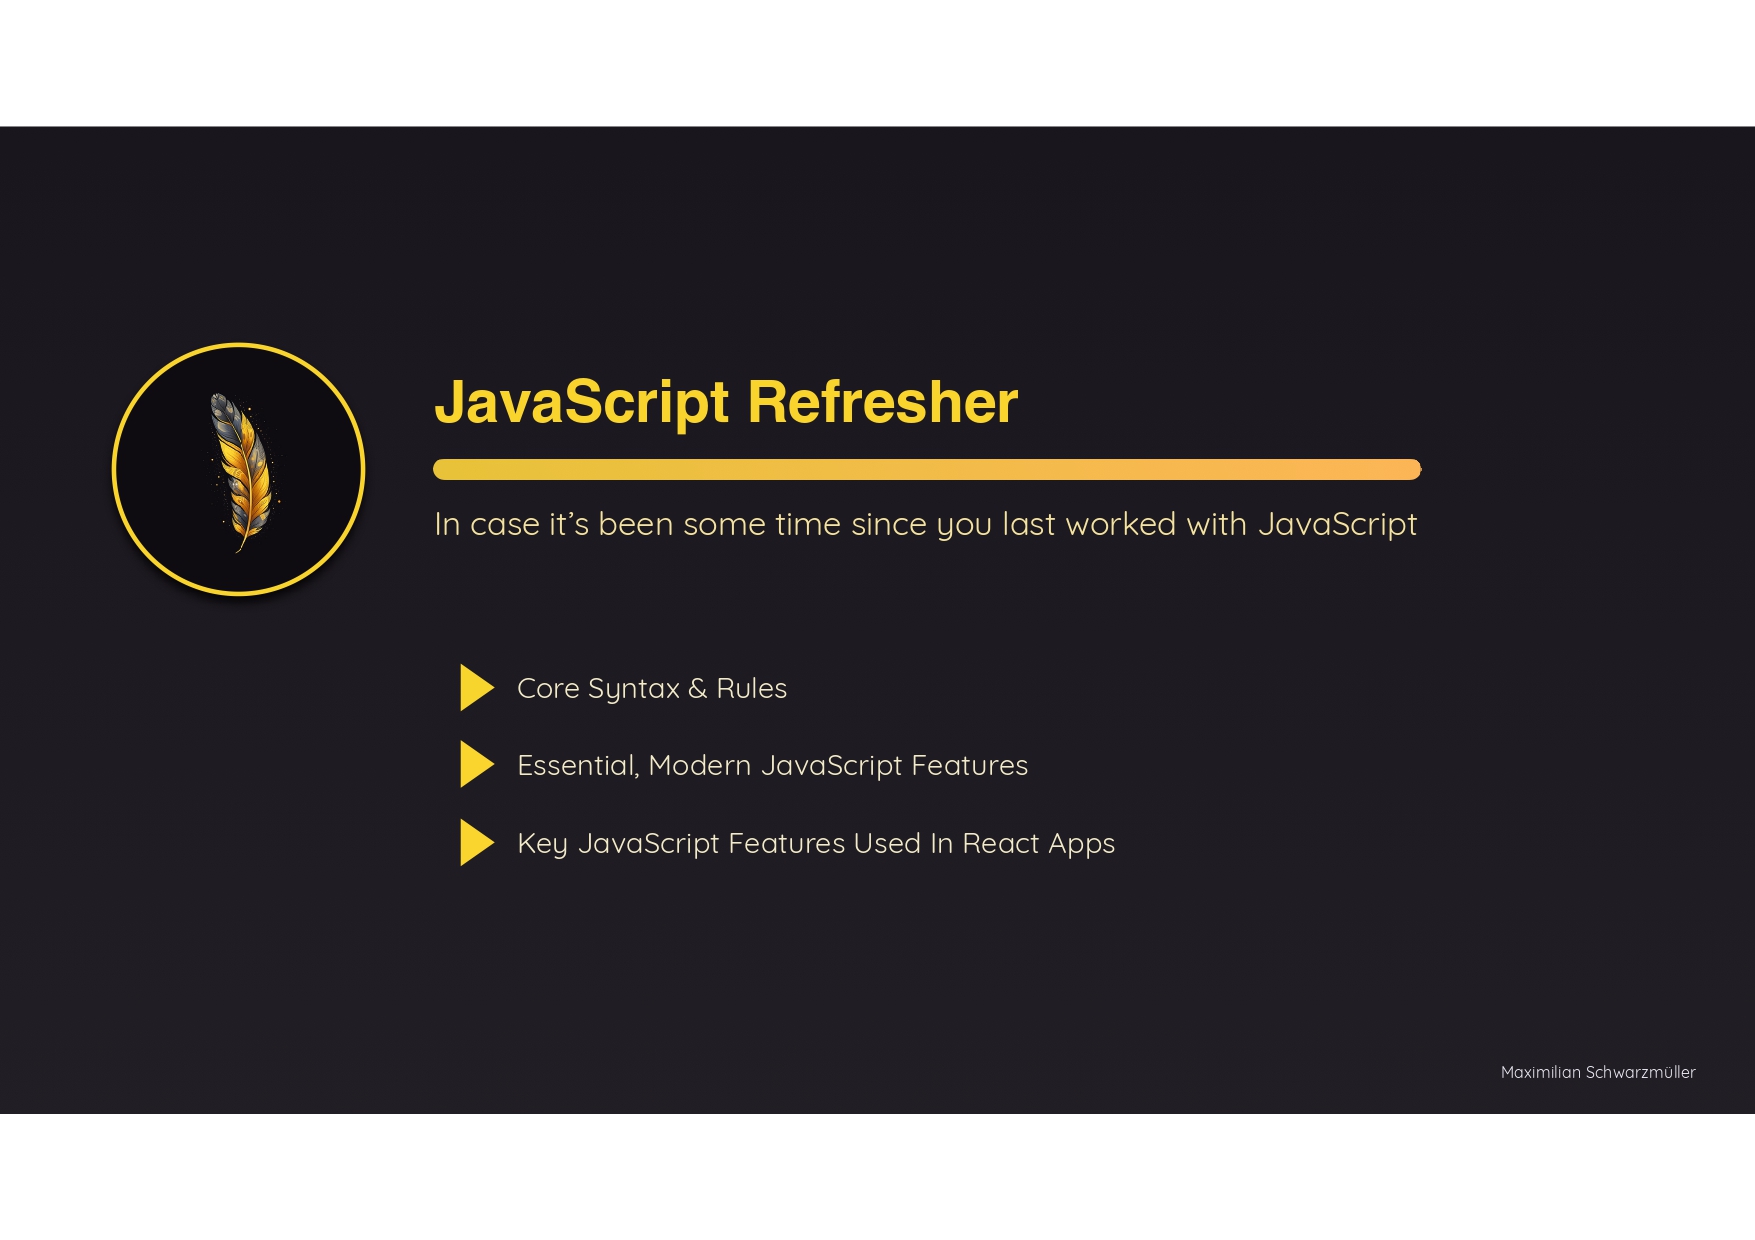 JavaScript Refresher
In case it’s been some time since you last worked with JavaScript
Core Syntax & Rules
Essential, Modern JavaScript Features
Key JavaScript Features Used In React Apps
Maximilian Schwarzmüller